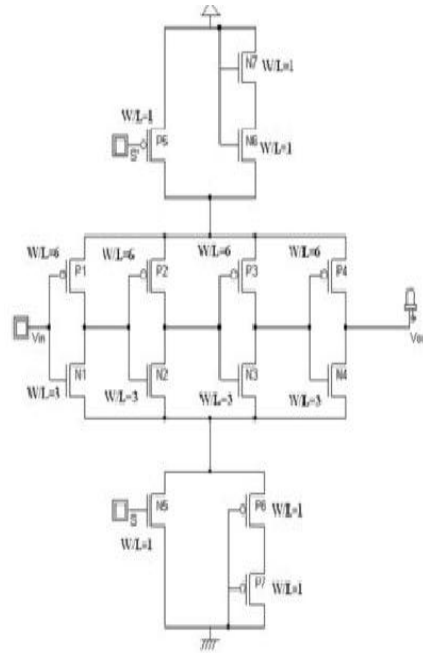 N7
W/L=1
W/L=1
P5
N6
W/L=1
W/L=6
W/L=6
W/L=6
W/L=6
P1
P2
P3
P4
Vin
N1
N2
N3
N4
W/L=3
W/L=3
W/L=3
W/L=3
N5
P6
W/L=1
W/L=1
P7
W/L=1